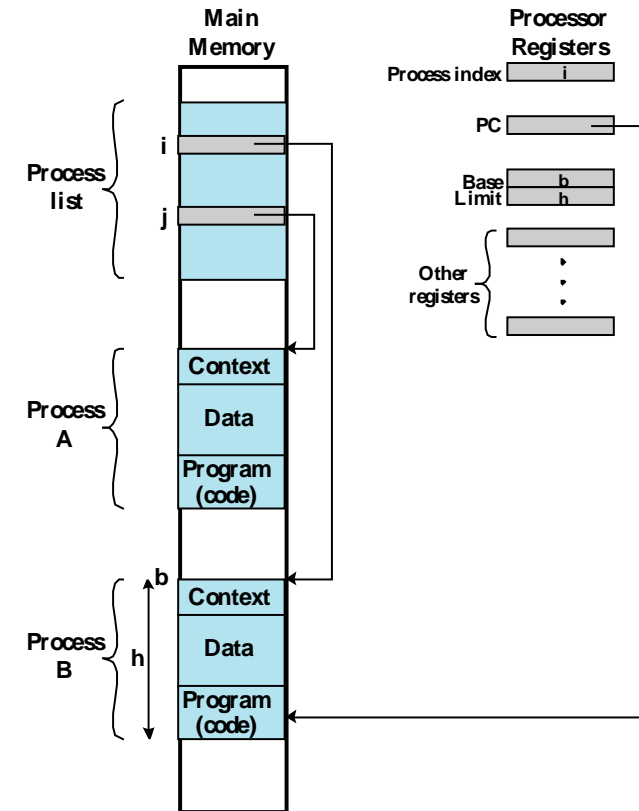 Main
Memory
Processor
Registers
Process index
i
PC
i
Process
list
Base
b
Limit
h
j
Other
registers
Context
Process
A
Data
Program
(code)
b
Context
Process
B
h
Data
Program
(code)